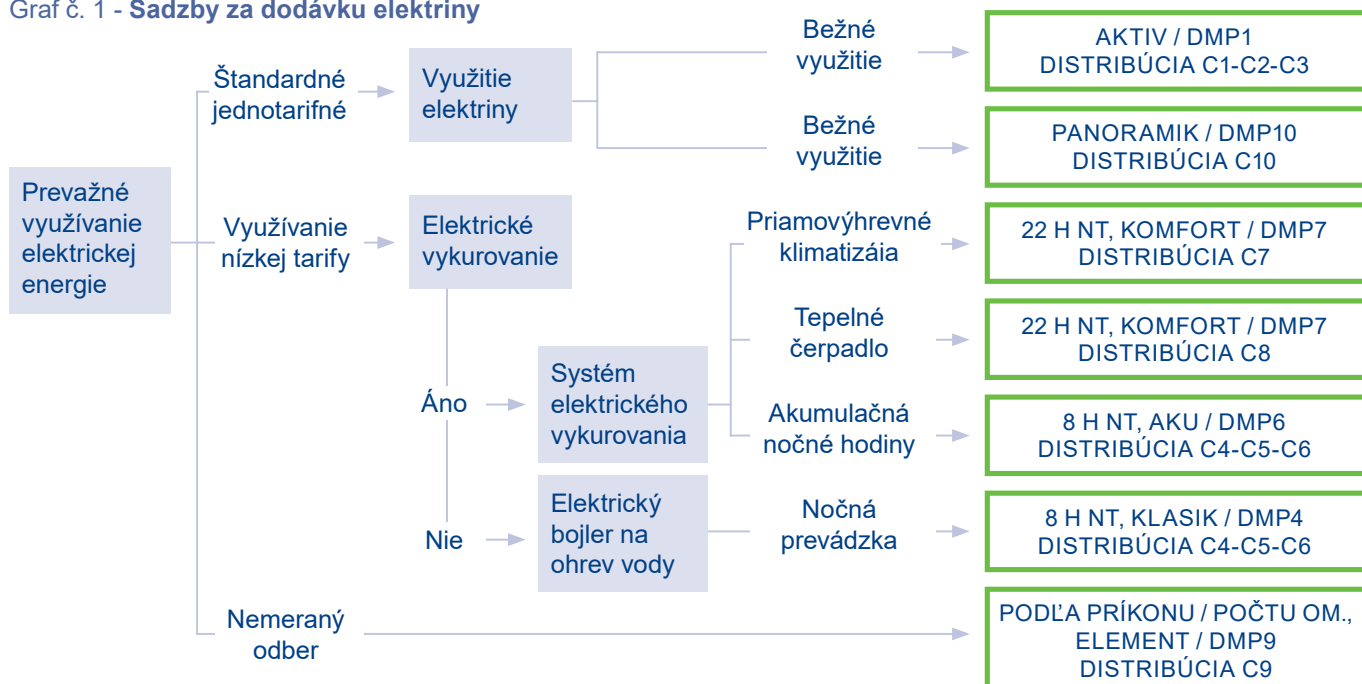 Graf č. 1 - Sadzby za dodávku elektriny
Prevažné
využívanie
elektrickej
energie
Štandardné
jednotarifné
Využitie
elektriny
Bežné
využitie
AKTIV / DMP1
DISTRIBÚCIA C1-C2-C3
Bežné
využitie
PANORAMIK / DMP10
DISTRIBÚCIA C10
Využívanie
nízkej tarify
Elektrické
vykurovanie
Áno
Systém
elektrického
vykurovania
Priamovýhrevné
klimatizáia
22 H NT, KOMFORT / DMP7
DISTRIBÚCIA C7
Tepelné
čerpadlo
22 H NT, KOMFORT / DMP7
DISTRIBÚCIA C8
Akumulačná
nočné hodiny
8 H NT, AKU / DMP6
DISTRIBÚCIA C4-C5-C6
Nie
Elektrický
bojler na
ohrev vody
Nočná
prevádzka
8 H NT, KLASIK / DMP4
DISTRIBÚCIA C4-C5-C6
Nemeraný
odber
PODĽA PRÍKONU / POČTU OM.,
ELEMENT / DMP9
DISTRIBÚCIA C9